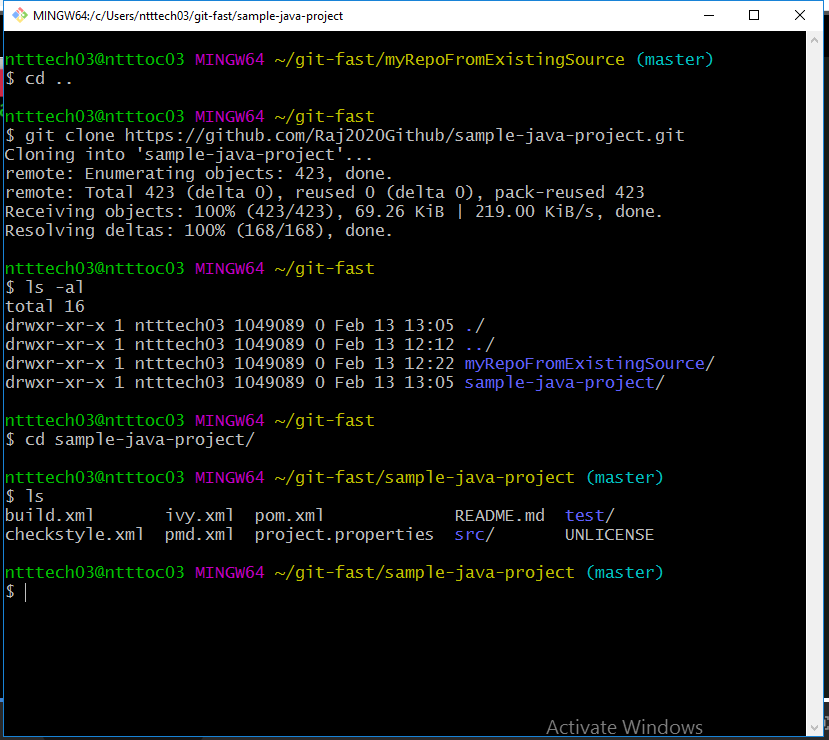 MINGW64:/c/Users/ntttech03/git-fast/sample-java-project
ntttech03@ntttoc03 MINGW64 ~/git-fast/myRepoFromExistingSource (master)
$ cd ..
ntttech03@ntttoc03 MINGW64 ~/git-fast
$ git clone https://github.com/Raj2020Github/sample-java-project.git
Cloning into 'sample-java-project'...
remote: Enumerating objects: 423, done.
remote: Total 423 (delta 0), reused 0 (delta 0), pack-reused 423
Receiving objects: 100% (423/423), 69.26 KiB | 219.00 KiB/s, done.
Resolving deltas: 100% (168/168), done.
ntttech03@ntttoc03 MINGW64 ~/git-fast
$ ls -al
total 16
drwxr-xr-x 1 ntttech03 1049089 0 Feb 13 13:05 ./
drwxr-xr-x 1 ntttech03 1049089 0 Feb 13 12:12 ../
drwxr-xr-x 1 ntttech03 1049089 0 Feb 13 12:22 myRepoFromExistingSource/
drwxr-xr-x 1 ntttech03 1049089 0 Feb 13 13:05 sample-java-project/
ntttech03@ntttoc03 MINGW64 ~/git-fast
$ cd sample-java-project/
ntttech03@ntttoc03 MINGW64 ~/git-fast/sample-java-project (master)
$ ls
build.xml ivy.xml pom.xml README.md test/
checkstyle.xml pmd.xml project.properties src/ UNLICENSE
ntttech03@ntttoc03 MINGW64 ~/git-fast/sample-java-project (master)
$
Activate Windows